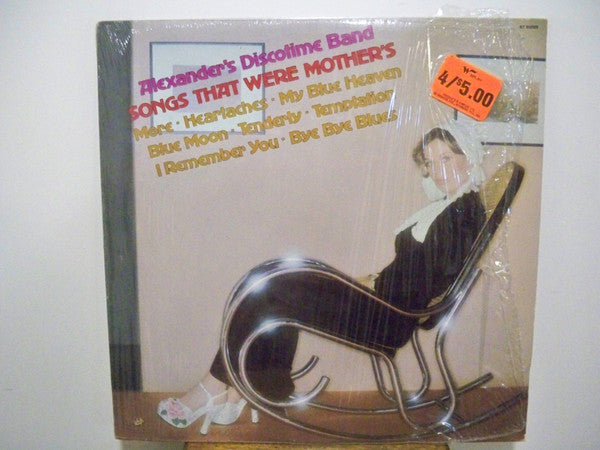 Alexander's Discotime Band
SONGS THAT WERE MOTHER'S
More · Heartaches · My Blue Heaven
Blue Moon · Tenderly · Temptation
I Remember You · Bye Bye Blues
4/$5.00